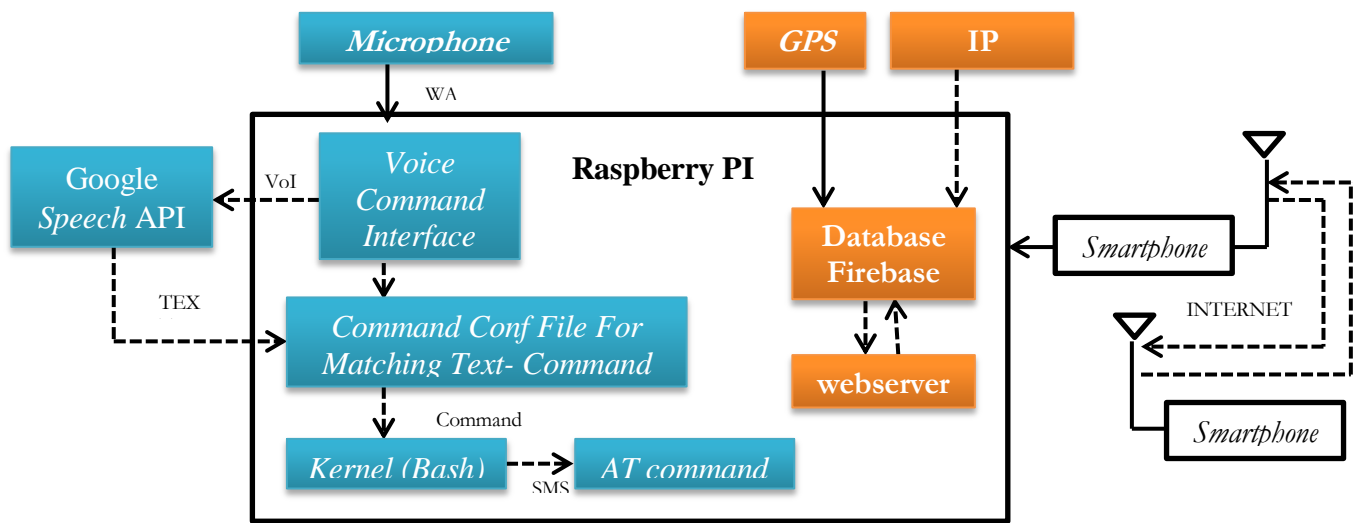 Microphone
GPS
IP
WA
Google
Speech API
VoI
Voice
Command
Interface
Raspberry PI
Database
Firebase
Smartphone
TEX
Command Conf File For
Matching Text- Command
INTERNET
webserver
Command
Smartphone
Kernel (Bash)
SMS
AT command